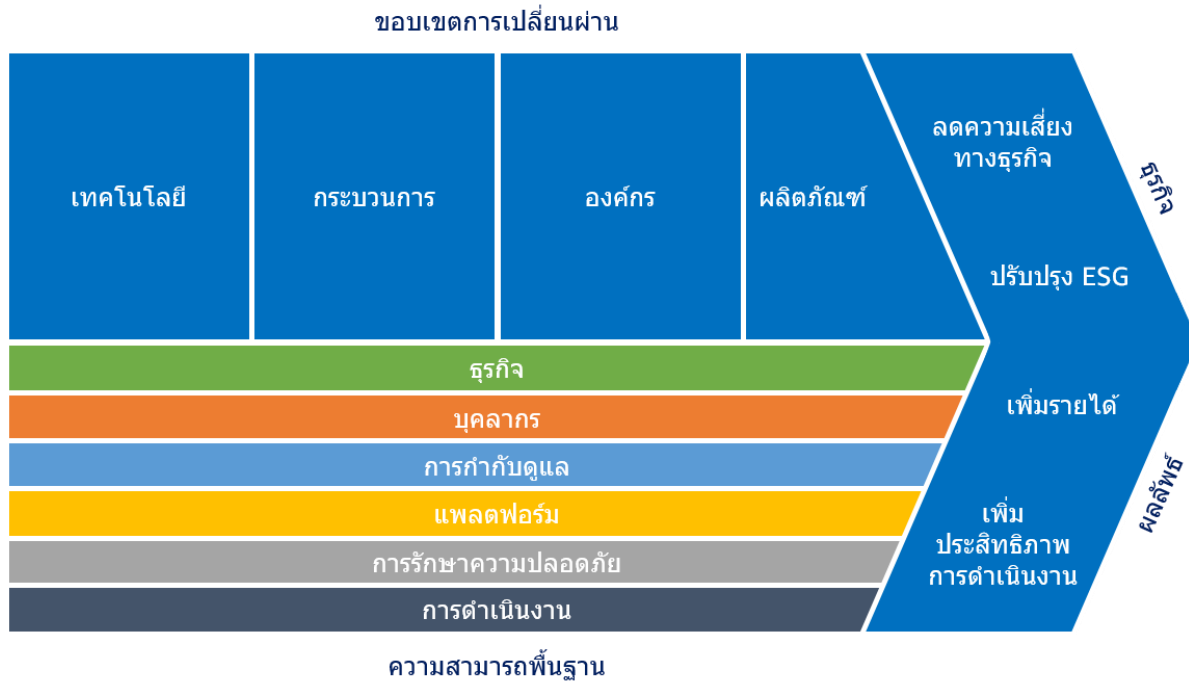 ขอบเขตการเปลี่ยนผ่าน
เทคโนโลยี
กระบวนการ
องค์กร
ผลิตภัณฑ์
ลดความเสี่ยง
ทางธุรกิจ
ธุรกิจ
ปรับปรุง ESG
ธุรกิจ
บุคลากร
การกำกับดูแล
แพลตฟอร์ม
การรักษาความปลอดภัย
การดำเนินงาน
เพิ่มรายได้
เพิ่ม
ประสิทธิภาพ
การดำเนินงาน
ผลลัพธ์
ความสามารถพื้นฐาน